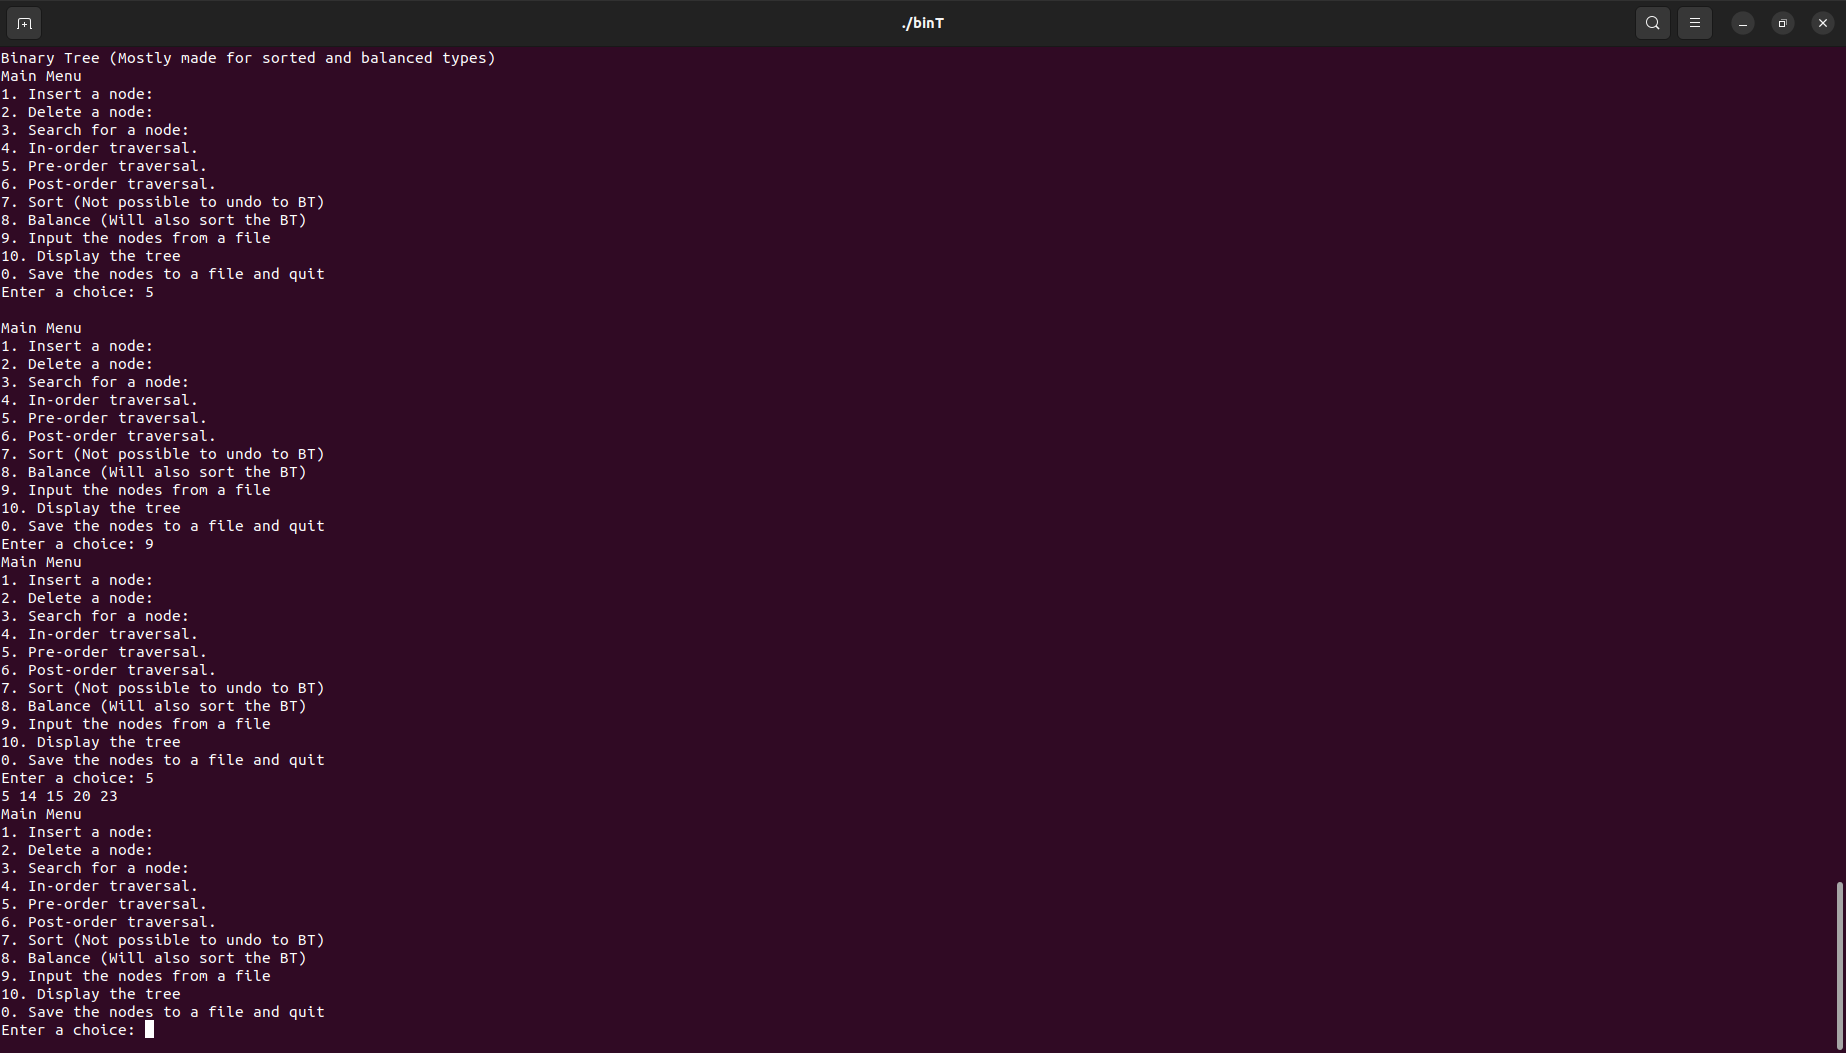 ./binT
Binary Tree (Mostly made for sorted and balanced types)
Main Menu
1. Insert a node:
2. Delete a node:
3. Search for a node:
4. In-order traversal.
5. Pre-order traversal.
6. Post-order traversal.
7. Sort (Not possible to undo to BT)
8. Balance (Will also sort the BT)
9. Input the nodes from a file
10. Display the tree
0. Save the nodes to a file and quit
Enter a choice: 5

Main Menu
1. Insert a node:
2. Delete a node:
3. Search for a node:
4. In-order traversal.
5. Pre-order traversal.
6. Post-order traversal.
7. Sort (Not possible to undo to BT)
8. Balance (Will also sort the BT)
9. Input the nodes from a file
10. Display the tree
0. Save the nodes to a file and quit
Enter a choice: 9
Main Menu
1. Insert a node:
2. Delete a node:
3. Search for a node:
4. In-order traversal.
5. Pre-order traversal.
6. Post-order traversal.
7. Sort (Not possible to undo to BT)
8. Balance (Will also sort the BT)
9. Input the nodes from a file
10. Display the tree
0. Save the nodes to a file and quit
Enter a choice: 5
5 14 15 20 23
Main Menu
1. Insert a node:
2. Delete a node:
3. Search for a node:
4. In-order traversal.
5. Pre-order traversal.
6. Post-order traversal.
7. Sort (Not possible to undo to BT)
8. Balance (Will also sort the BT)
9. Input the nodes from a file
10. Display the tree
0. Save the nodes to a file and quit
Enter a choice: